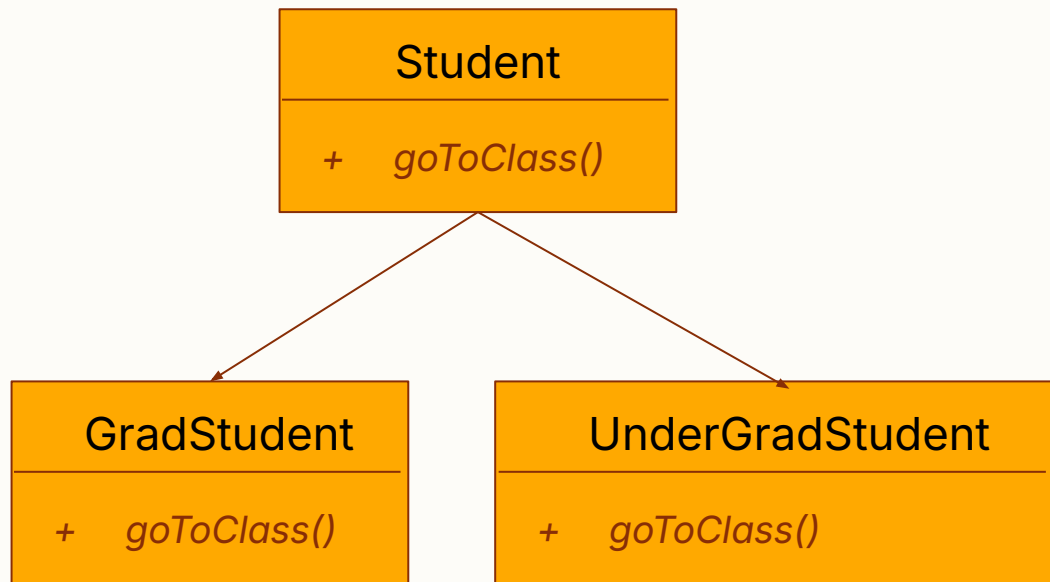 Student
+ goToClass()
GradStudent
+ goToClass()
UnderGradStudent
+ goToClass()